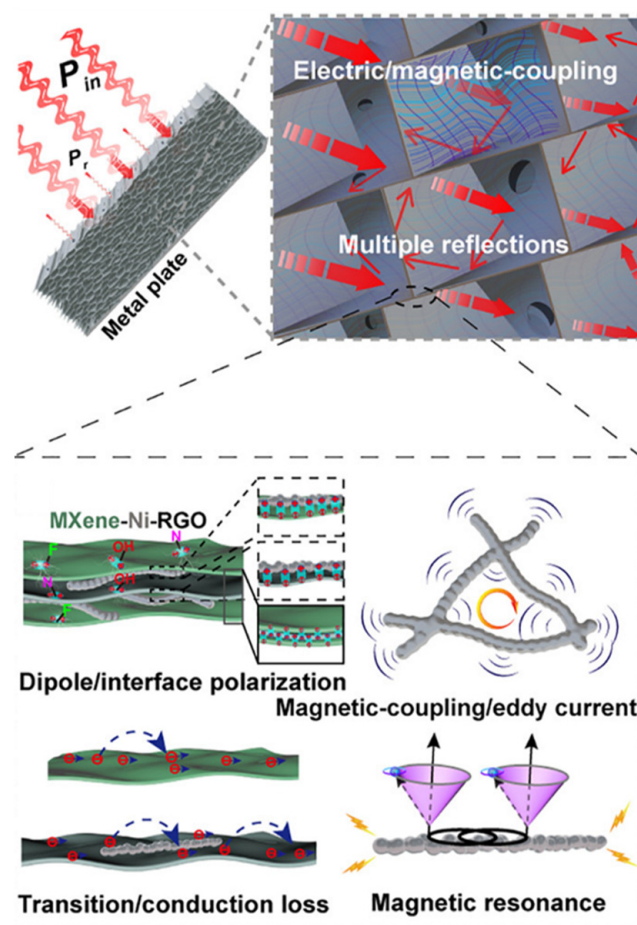 P in
P r
Metal plate
Electric/magnetic-coupling
Multiple reflections
MXene-Ni-RGO
N
F
OH
N
OH
F
Dipole/interface polarization
Magnetic-coupling/eddy current
Transition/conduction loss
Magnetic resonance